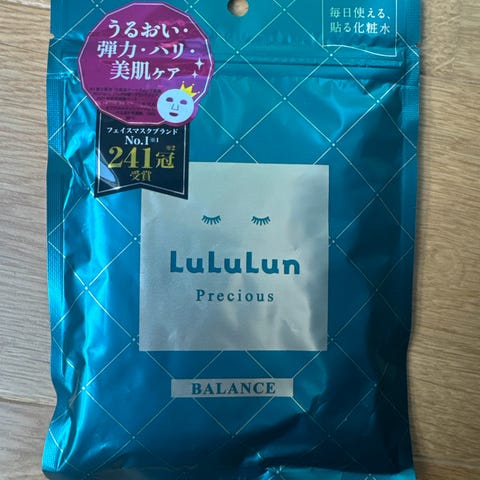 毎日使える、
貼る化粧水
うるおい・
弾力・ハリ・
美肌ケア
フェイスマスクブランド
No.1※1
241冠※2
受賞
LuLuLun
Precious
BALANCE